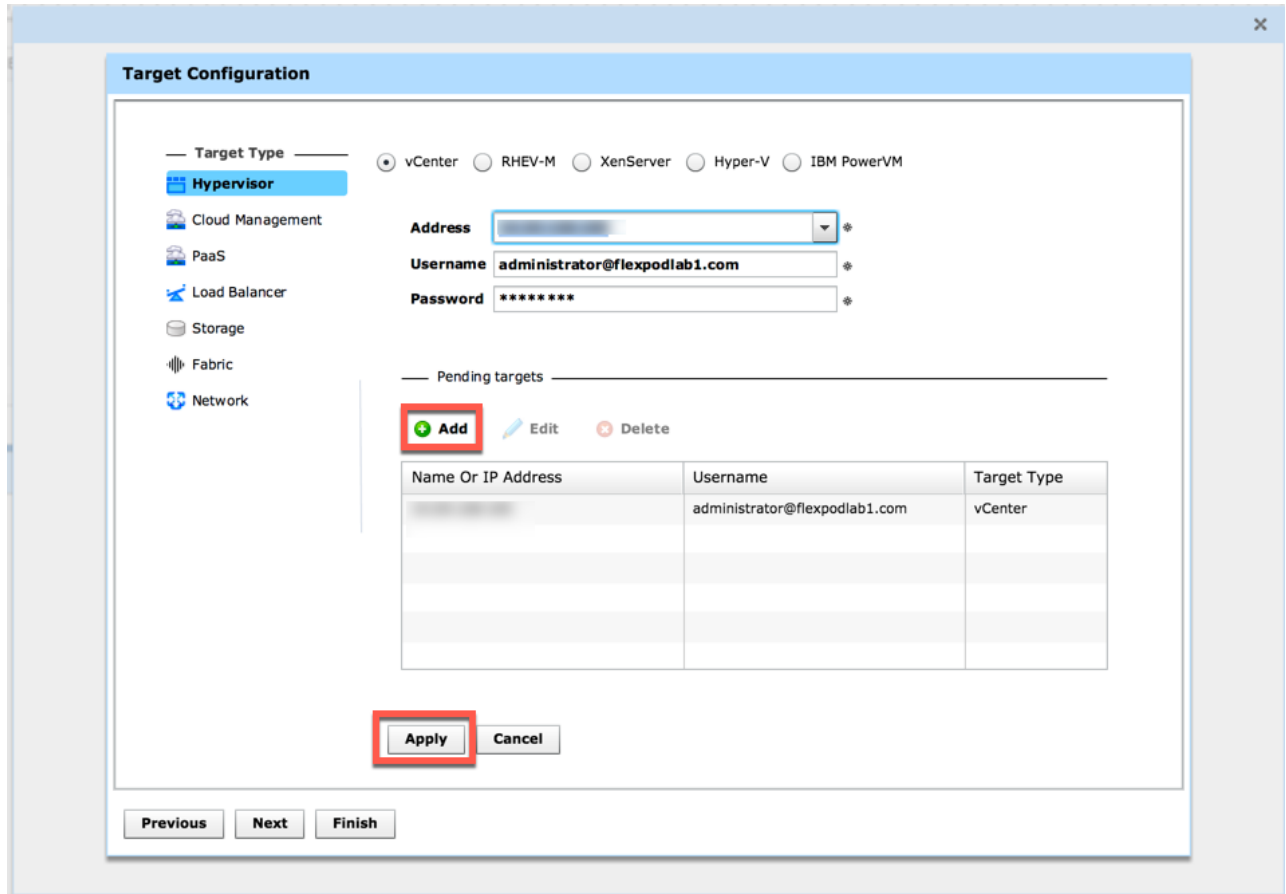 Target Configuration
Target Type
Hypervisor
Cloud Management
PaaS
Load Balancer
Storage
Fabric
Network
vCenter RHEV-M XenServer Hyper-V IBM PowerVM
Address
Username administrator@flexpodlab1.com
Password ********
Pending targets
Add Edit Delete
Name Or IP Address Username Target Type
administrator@flexpodlab1.com vCenter
Apply Cancel
Previous Next Finish